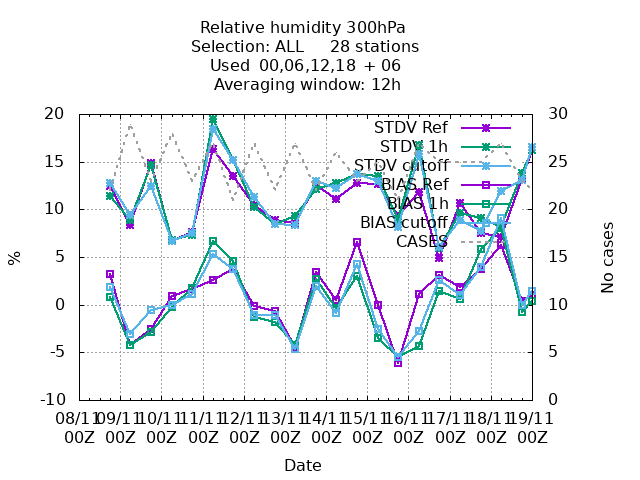 Relative humidity 300hPa
Selection: ALL 28 stations
Used 00,06,12,18 + 06
Averaging window: 12h
20
15
10
5
0
-5
-10
%
30
25
20
15
10
5
0
No cases
STDV Ref
STDV 1h
STDV cutoff
BIAS Ref
BIAS 1h
BIAS cutoff
CASES
08/11 09/11 10/11 11/11 12/11 13/11 14/11 15/11 16/11 17/11 18/11 19/11
00Z 00Z 00Z 00Z 00Z 00Z 00Z 00Z 00Z 00Z 00Z 00Z
Date